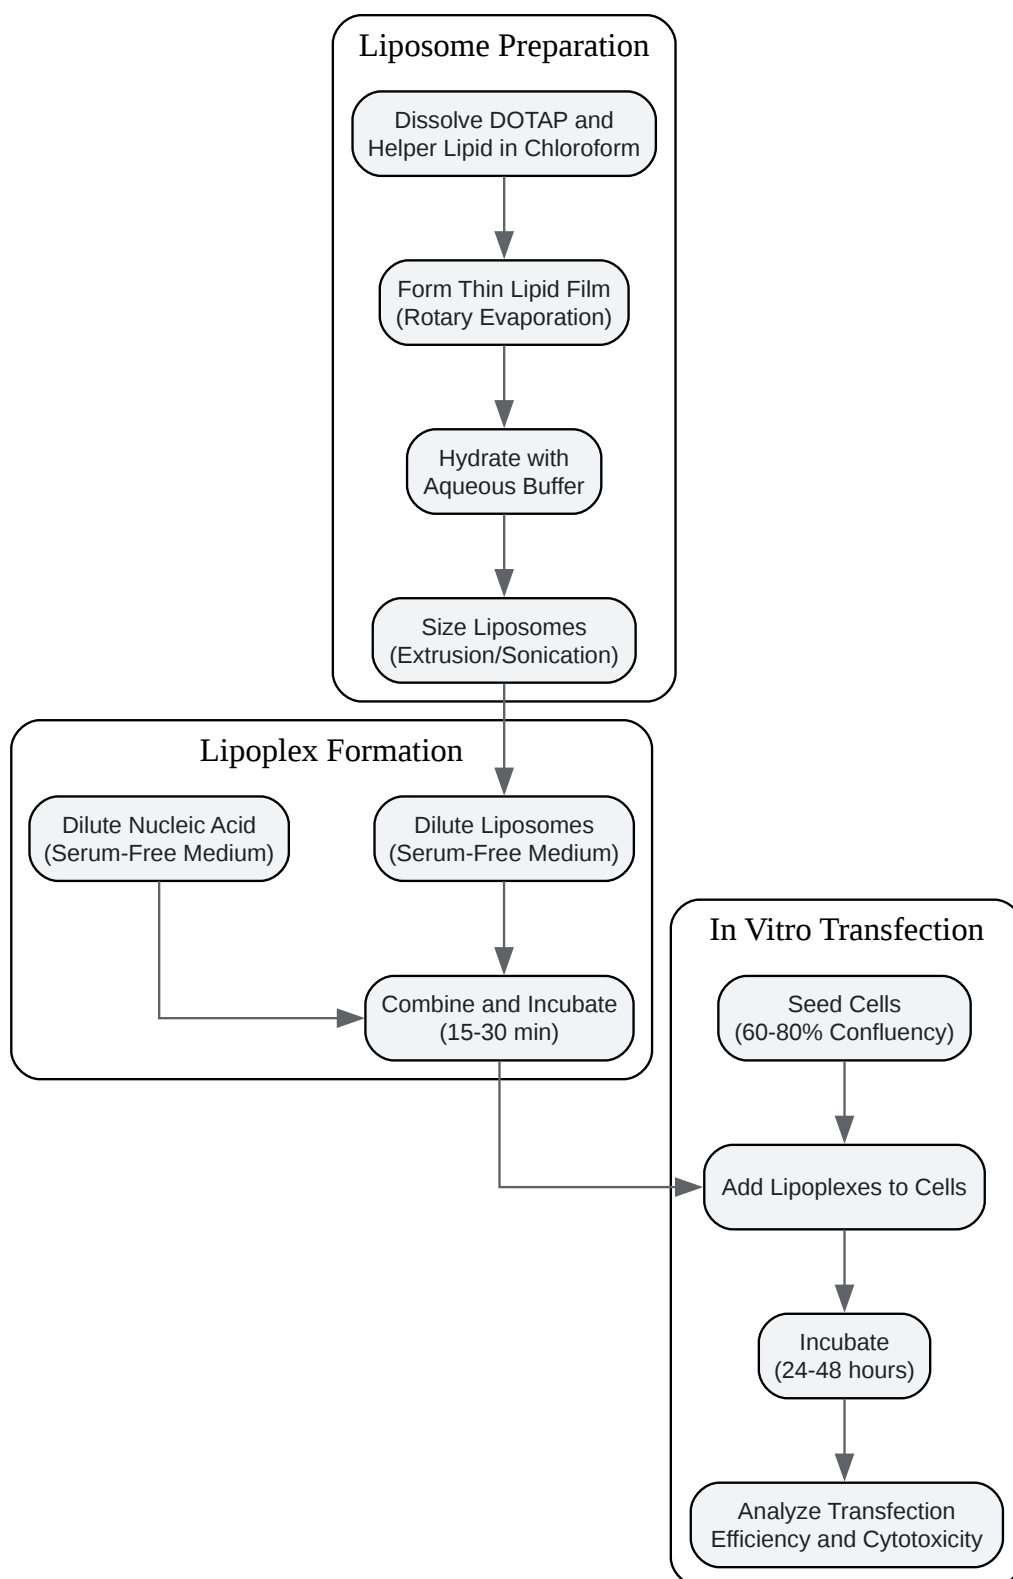 Liposome Preparation
Dissolve DOTAP and
Helper Lipid in Chloroform
Form Thin Lipid Film
(Rotary Evaporation)
Hydrate with
Aqueous Buffer
Size Liposomes
(Extrusion/Sonication)
Lipoplex Formation
Dilute Nucleic Acid
(Serum-Free Medium)
Dilute Liposomes
(Serum-Free Medium)
Combine and Incubate
(15-30 min)
In Vitro Transfection
Seed Cells
(60-80% Confluency)
Add Lipoplexes to Cells
Incubate
(24-48 hours)
Analyze Transfection
Efficiency and Cytotoxicity